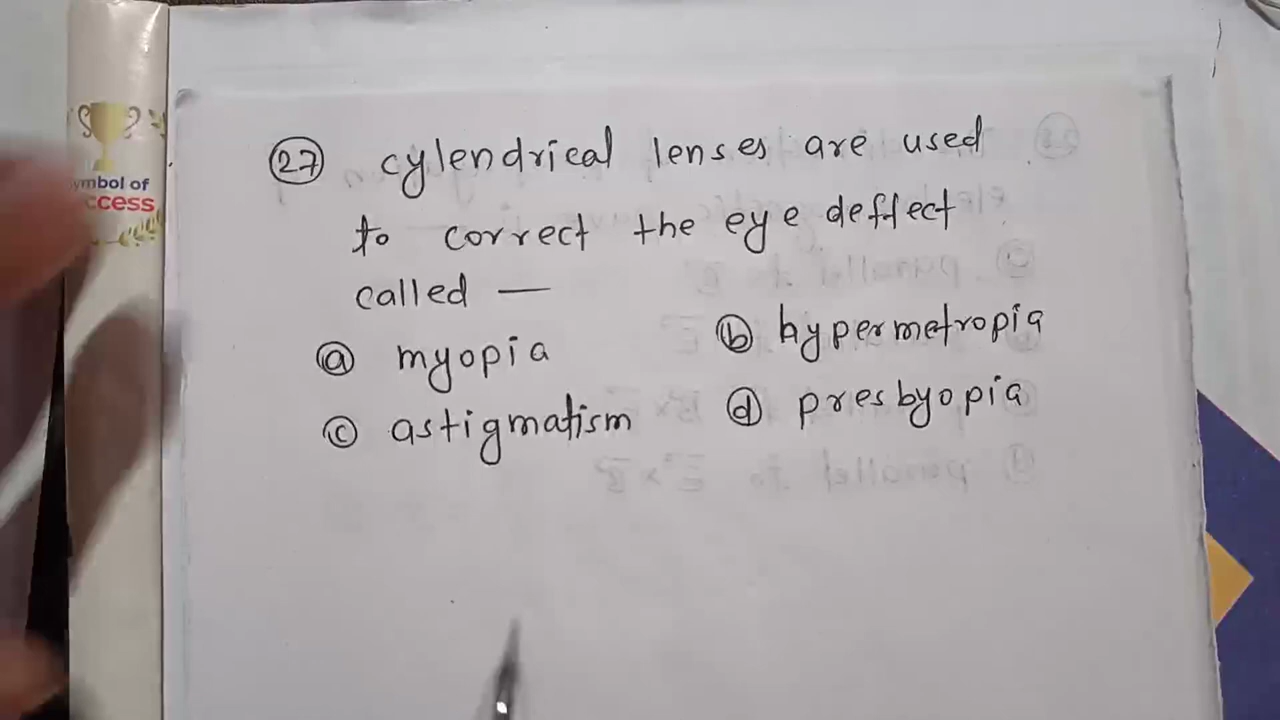 ymbol of
ccess
(27) cylendrical lenses are used
to correct the eye deffect
called —
(a) myopia
(b) hypermetropia
(c) astigmatism
(d) presbyopia